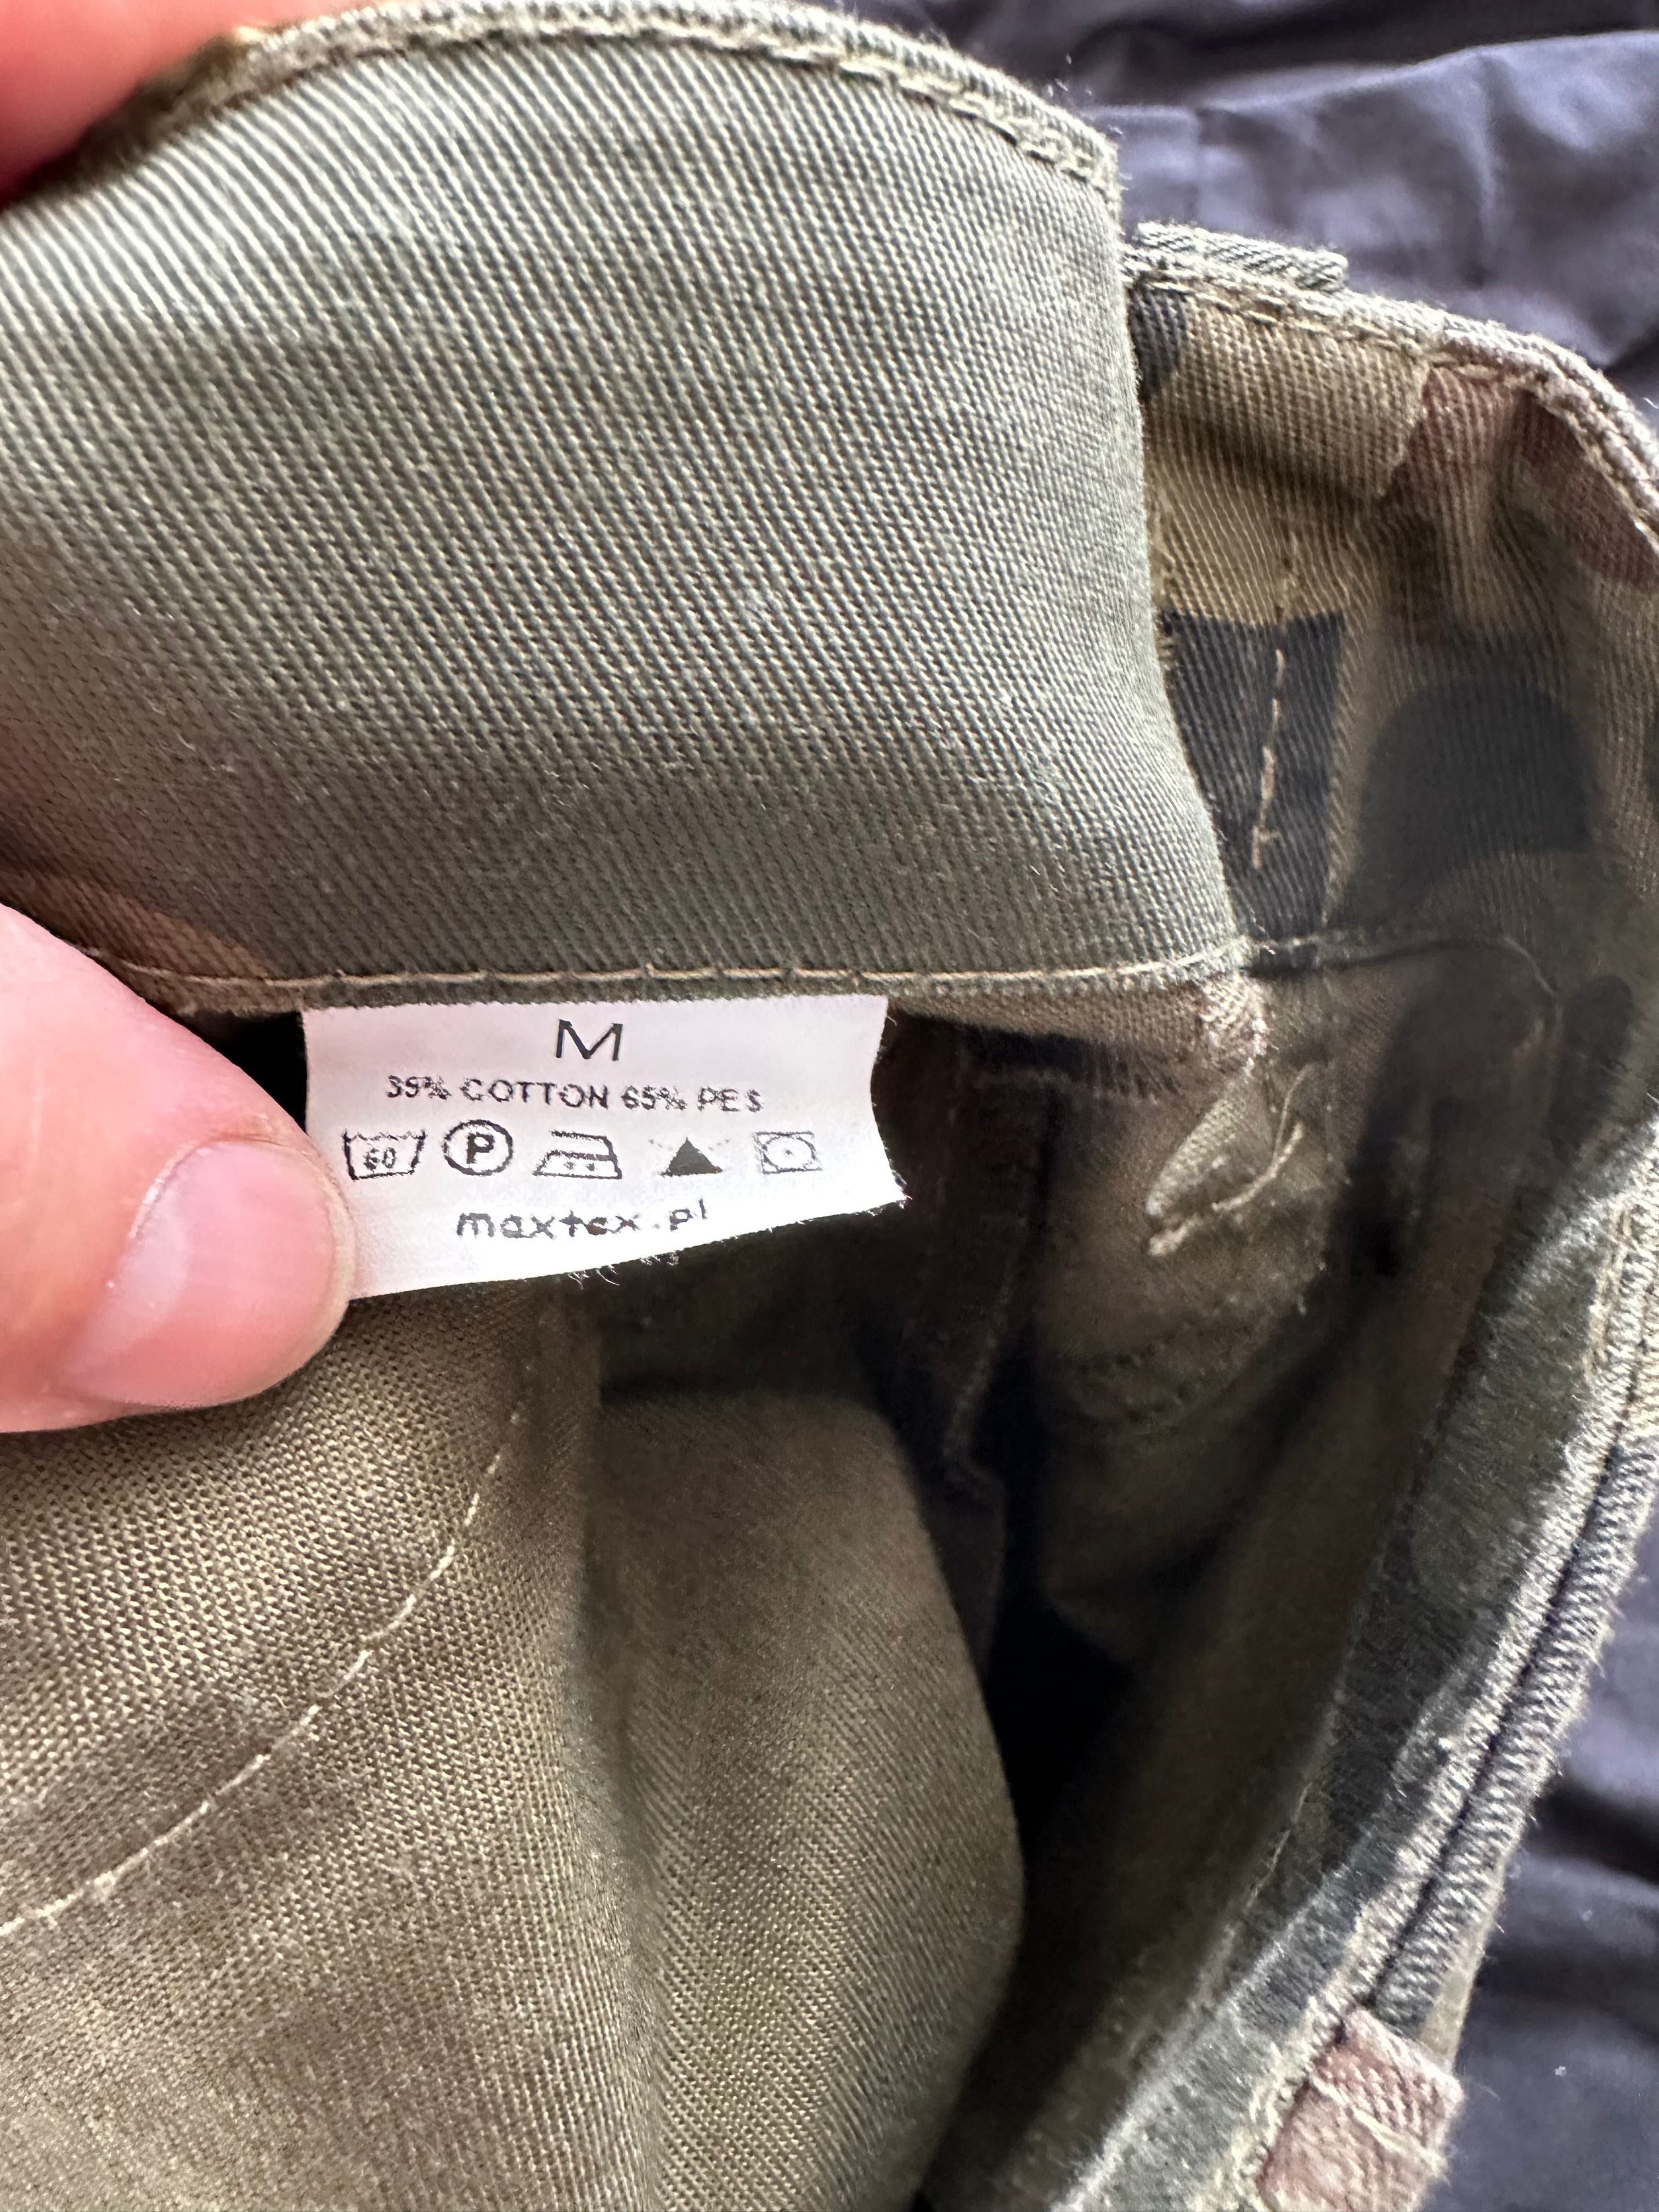 M
35% COTTON 65% PES
60 P
maxtex.pl